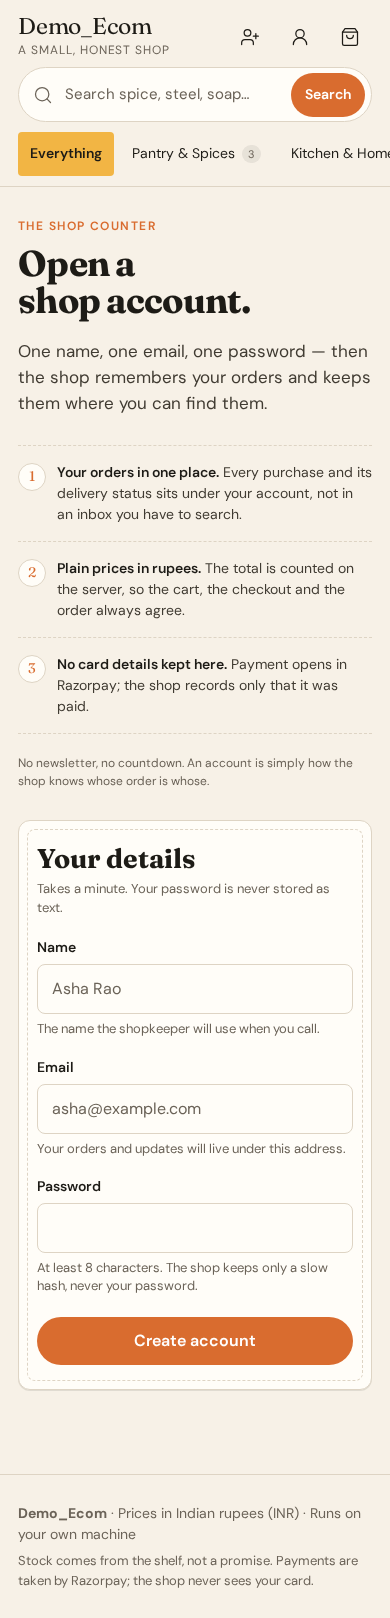 Demo_Ecom
A SMALL, HONEST SHOP
Search spice, steel, soap...
Search
Everything
Pantry & Spices 3
Kitchen & Home
THE SHOP COUNTER
Open a
shop account.
One name, one email, one password — then
the shop remembers your orders and keeps
them where you can find them.
1
Your orders in one place. Every purchase and its
delivery status sits under your account, not in
an inbox you have to search.
2
Plain prices in rupees. The total is counted on
the server, so the cart, the checkout and the
order always agree.
3
No card details kept here. Payment opens in
Razorpay; the shop records only that it was
paid.
No newsletter, no countdown. An account is simply how the
shop knows whose order is whose.
Your details
Takes a minute. Your password is never stored as
text.
Name
Asha Rao
The name the shopkeeper will use when you call.
Email
asha@example.com
Your orders and updates will live under this address.
Password
At least 8 characters. The shop keeps only a slow
hash, never your password.
Create account
Demo_Ecom · Prices in Indian rupees (INR) · Runs on
your own machine
Stock comes from the shelf, not a promise. Payments are
taken by Razorpay; the shop never sees your card.